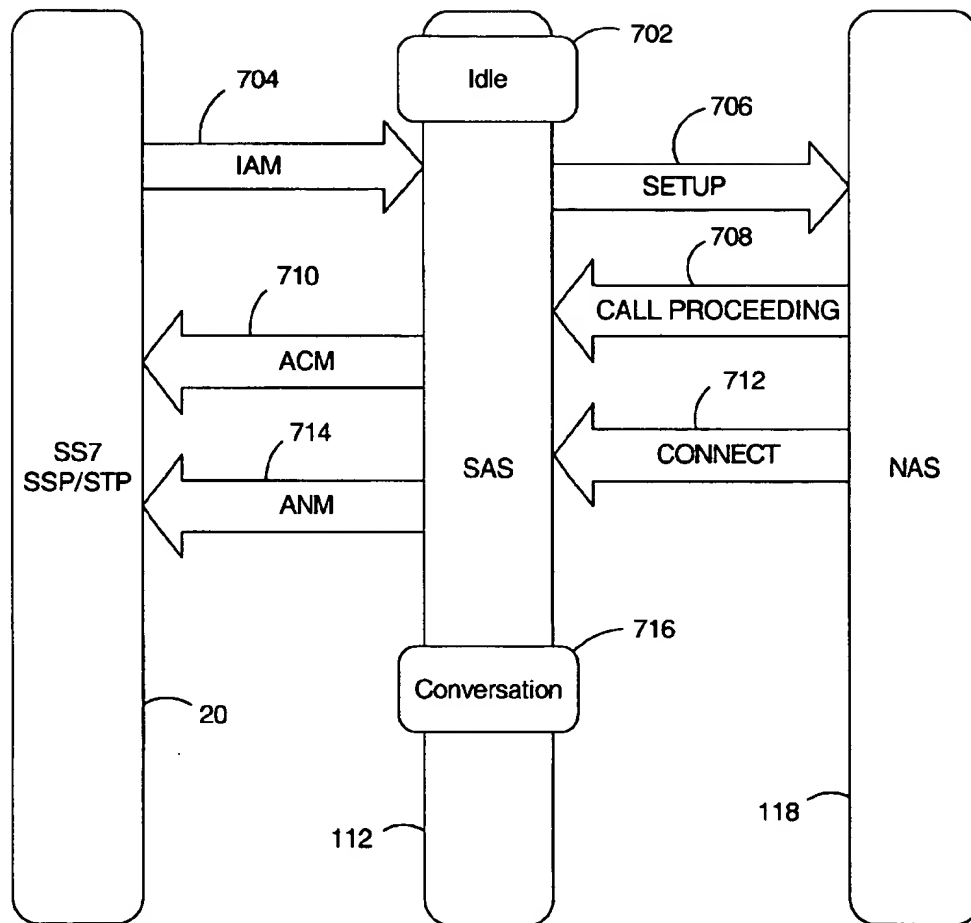 702
Idle
704
IAM
706
SETUP
708
CALL PROCEEDING
710
ACM
712
CONNECT
714
ANM
SS7
SSP/STP
SAS
NAS
716
Conversation
20
112
118